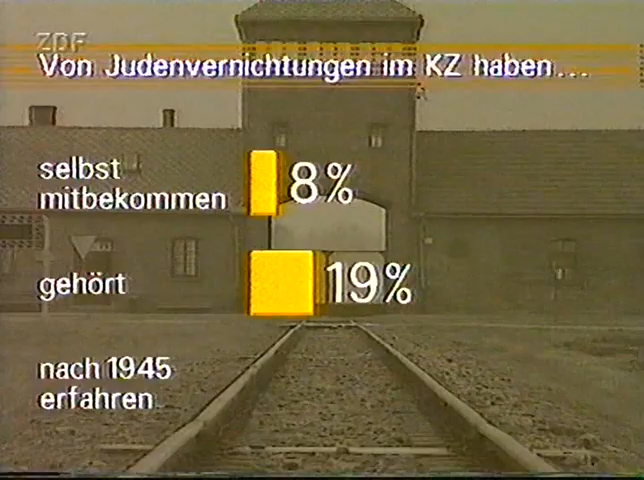 ZDF
Von Judenvernichtungen im KZ haben...
selbst
mitbekommen
8%
gehört
19%
nach 1945
erfahren